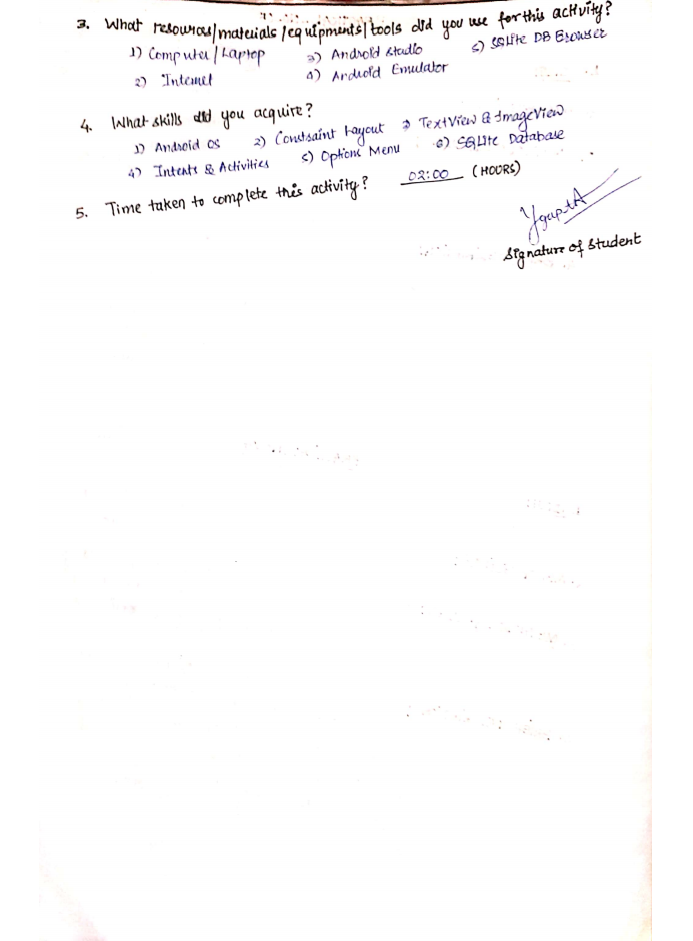 3. What resources/materials/equipments/tools did you use for this activity?
1) Computer/Laptop 3) Android Studio 5) SQLite DB Browser
2) Internet 4) Android Emulator
4. What skills did you acquire?
1) Android OS 2) Constraint Layout 3) TextView & ImageView
4) Intents & Activities 5) Options Menu 6) SQLite Database
5. Time taken to complete this activity? 02:00 (HOURS)
YguptA
Signature of Student